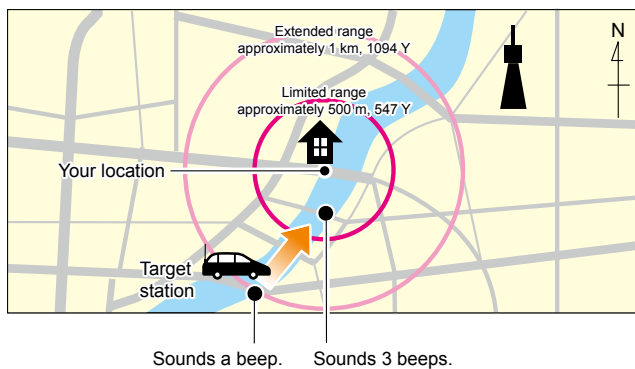 Extended range
approximately 1 km, 1094 Y
N
Limited range
approximately 500 m, 547 Y
Your location
Target
station
Sounds a beep.
Sounds 3 beeps.